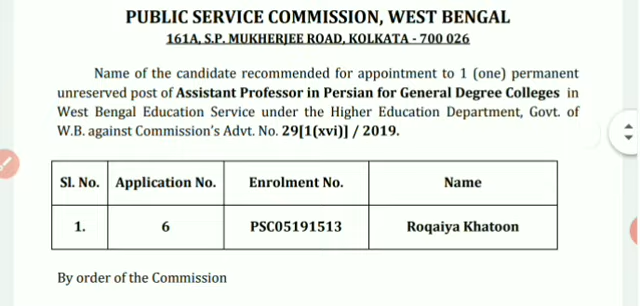 PUBLIC SERVICE COMMISSION, WEST BENGAL
161A, S.P. MUKHERJEE ROAD, KOLKATA - 700 026
Name of the candidate recommended for appointment to 1 (one) permanent
unreserved post of Assistant Professor in Persian for General Degree Colleges in
West Bengal Education Service under the Higher Education Department, Govt. of
W.B. against Commission's Advt. No. 29[1(xvi)] / 2019.
Sl. No. Application No. Enrolment No. Name
1. 6 PSC05191513 Roqaiya Khatoon
By order of the Commission